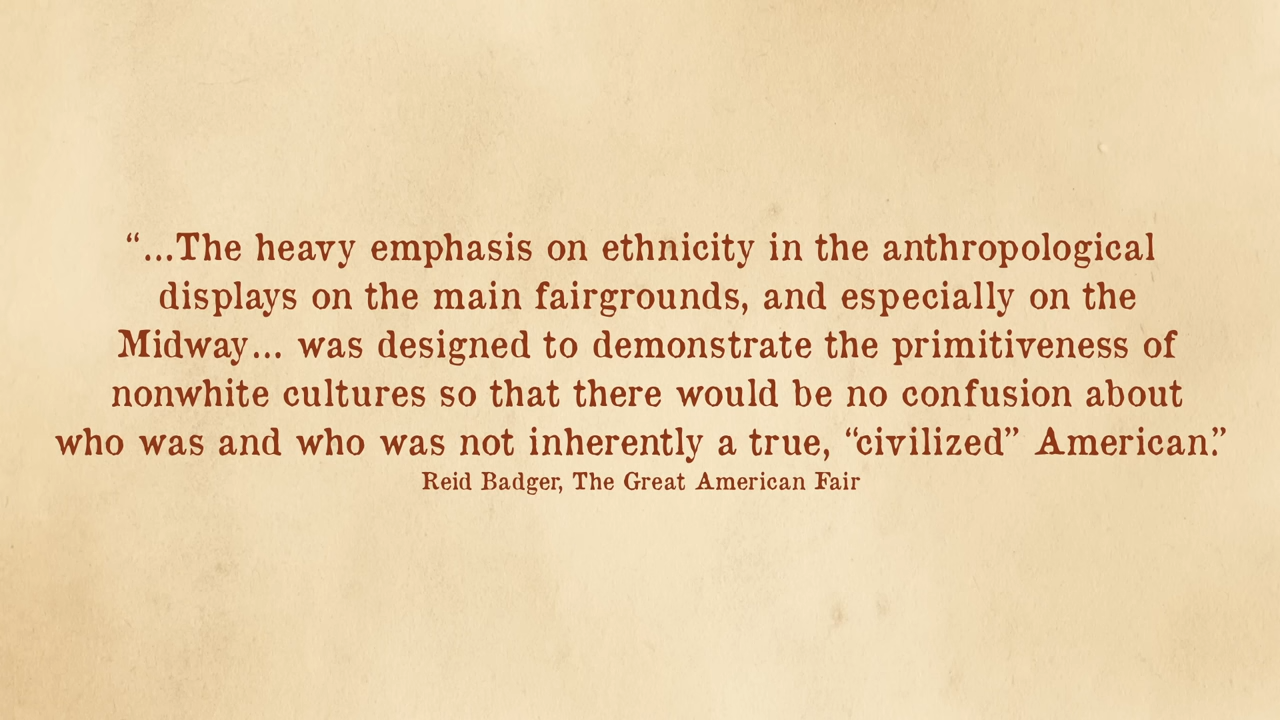 “...The heavy emphasis on ethnicity in the anthropological
displays on the main fairgrounds, and especially on the
Midway... was designed to demonstrate the primitiveness of
nonwhite cultures so that there would be no confusion about
who was and who was not inherently a true, “civilized” American.”
Reid Badger, The Great American Fair